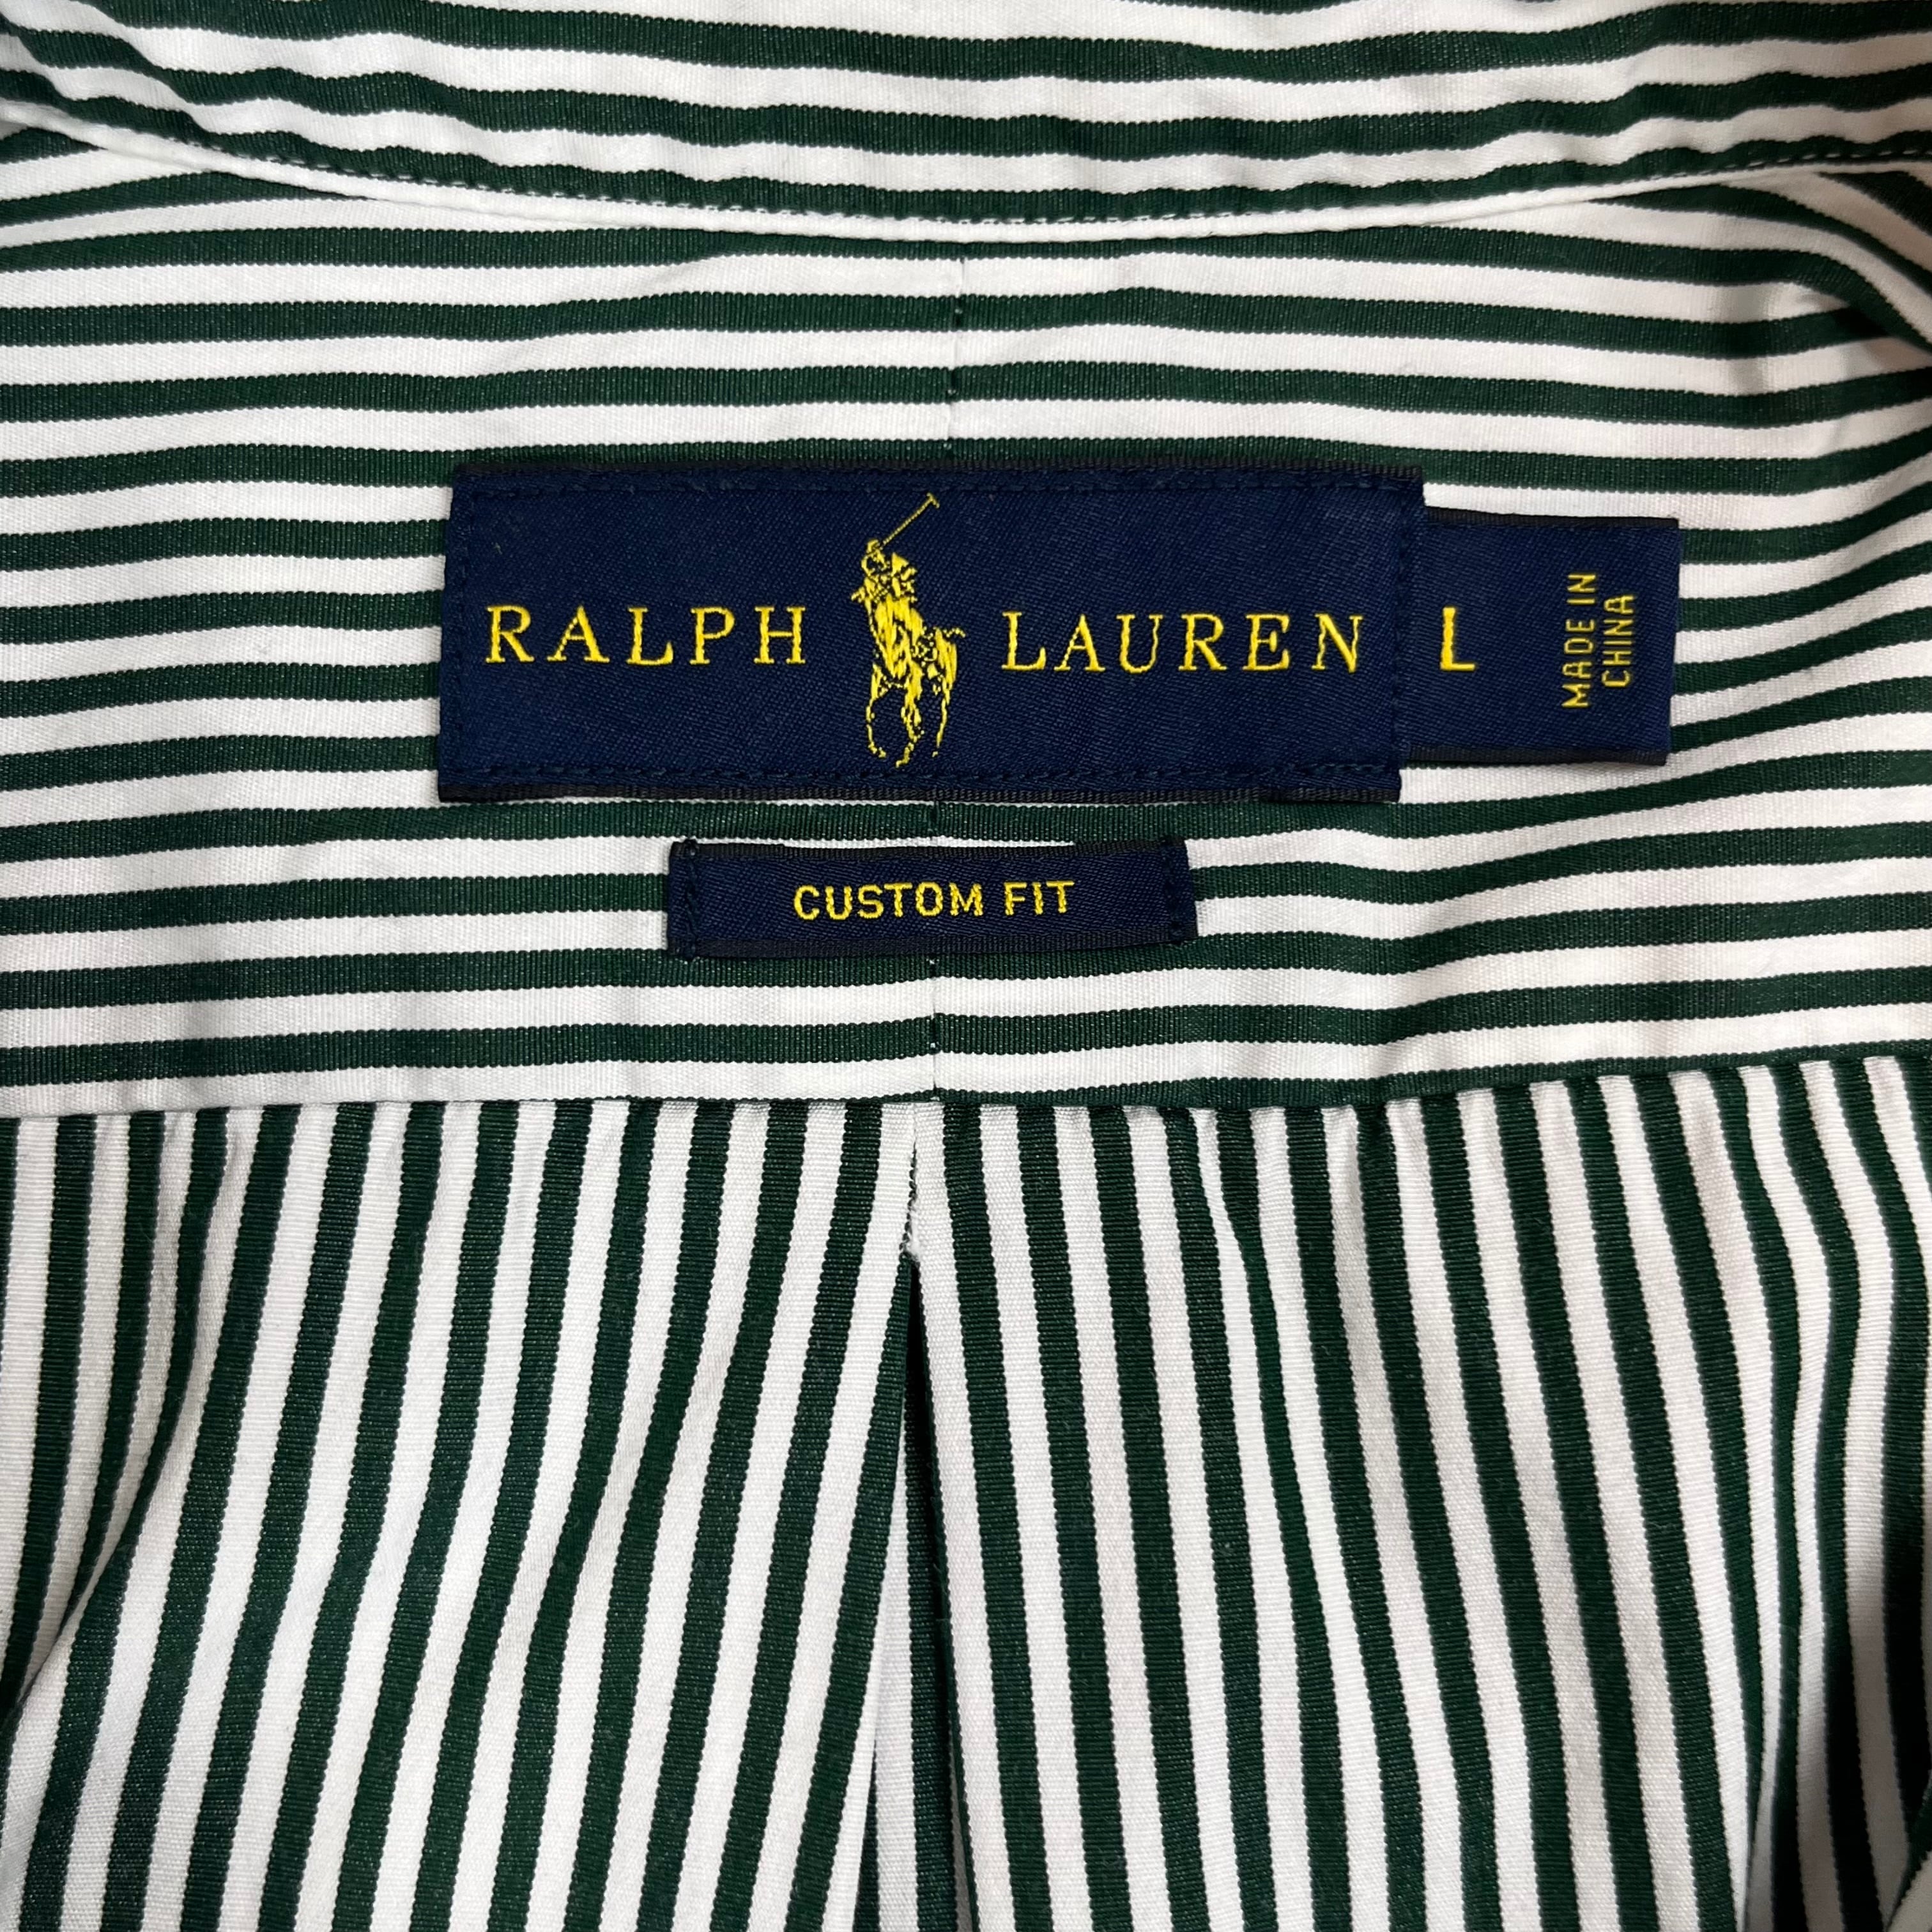 RALPH LAUREN
L
MADE IN
CHINA
CUSTOM FIT